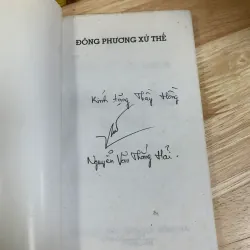 ĐÔNG PHƯƠNG XỬ THẾ
Kính tặng Thầy Hồng
Nguyễn Văn Thắng Hải.